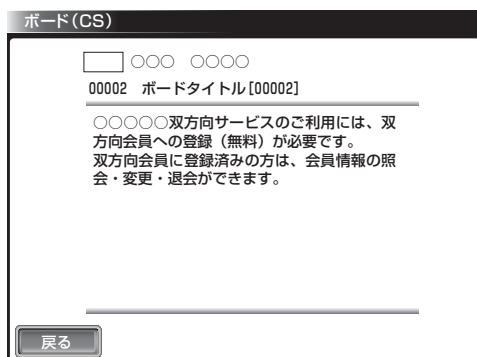 ボード（CS）
○○○　○○○○
00002　ボードタイトル［00002］
○○○○○双方向サービスのご利用には、双
方向会員への登録（無料）が必要です。
双方向会員に登録済みの方は、会員情報の照
会・変更・退会ができます。
戻る